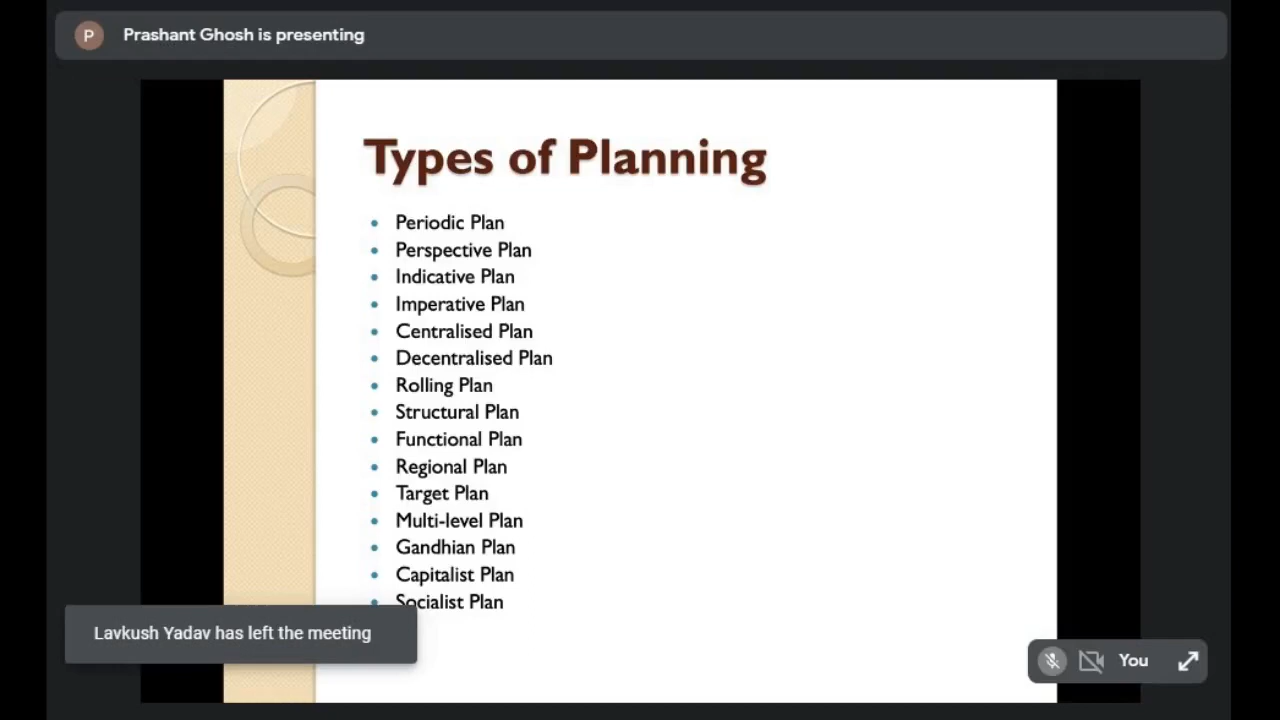 P
Prashant Ghosh is presenting
Types of Planning
• Periodic Plan
• Perspective Plan
• Indicative Plan
• Imperative Plan
• Centralised Plan
• Decentralised Plan
• Rolling Plan
• Structural Plan
• Functional Plan
• Regional Plan
• Target Plan
• Multi-level Plan
• Gandhian Plan
• Capitalist Plan
• Socialist Plan
Lavkush Yadav has left the meeting
You